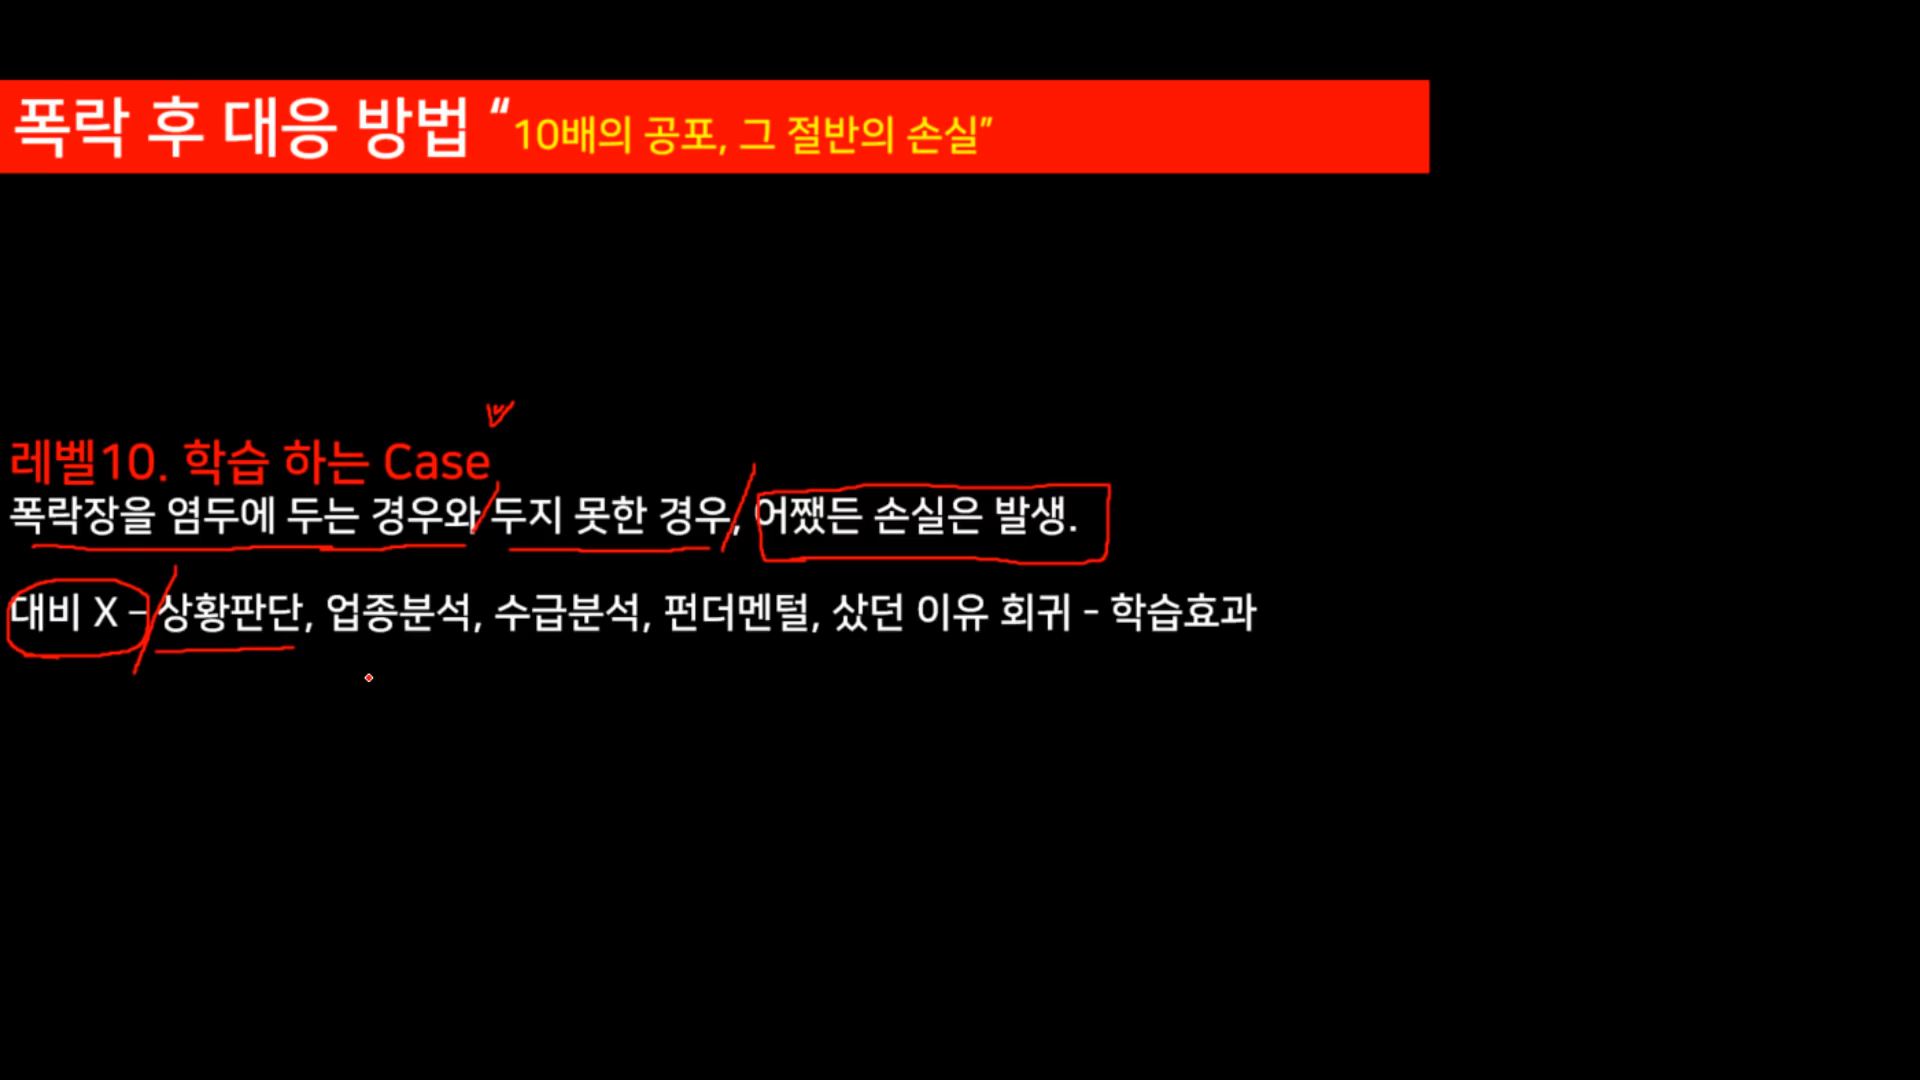 폭락 후 대응 방법 “10배의 공포, 그 절반의 손실”
레벨10. 학습 하는 Case
폭락장을 염두에 두는 경우와 두지 못한 경우, 어쨌든 손실은 발생.
대비 X – 상황판단, 업종분석, 수급분석, 펀더멘털, 샀던 이유 회귀 - 학습효과